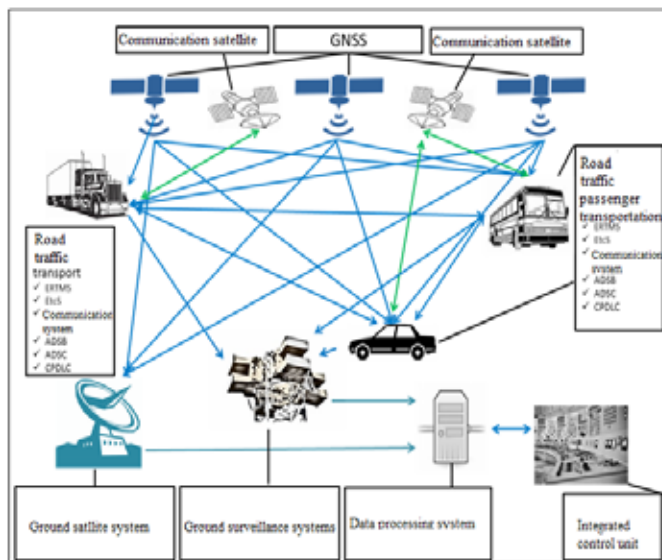 Communication satellite
GNSS
Communication satellite
Road
traffic
passenger
transportation
✓ ERTMS
✓ EtcS
✓ Communication
system
✓ ADSB
✓ ADSC
✓ CPDLC
Road
traffic
transport
✓ ERTMS
✓ EtcS
✓ Communication
system
✓ ADSB
✓ ADSC
✓ CPDLC
Ground satllite system
Ground surveillance systems
Data processing system
Integrated
control unit